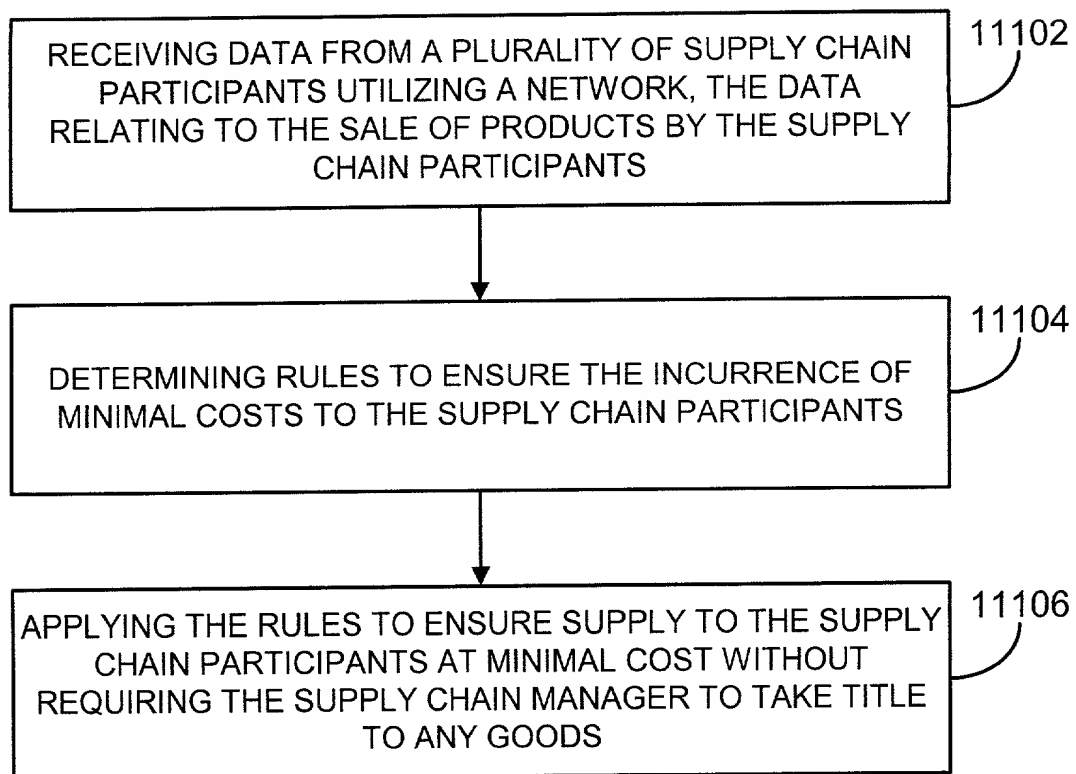 RECEIVING DATA FROM A PLURALITY OF SUPPLY CHAIN
PARTICIPANTS UTILIZING A NETWORK, THE DATA
RELATING TO THE SALE OF PRODUCTS BY THE SUPPLY
CHAIN PARTICIPANTS
11102
DETERMINING RULES TO ENSURE THE INCURRENCE OF
MINIMAL COSTS TO THE SUPPLY CHAIN PARTICIPANTS
11104
APPLYING THE RULES TO ENSURE SUPPLY TO THE SUPPLY
CHAIN PARTICIPANTS AT MINIMAL COST WITHOUT
REQUIRING THE SUPPLY CHAIN MANAGER TO TAKE TITLE
TO ANY GOODS
11106